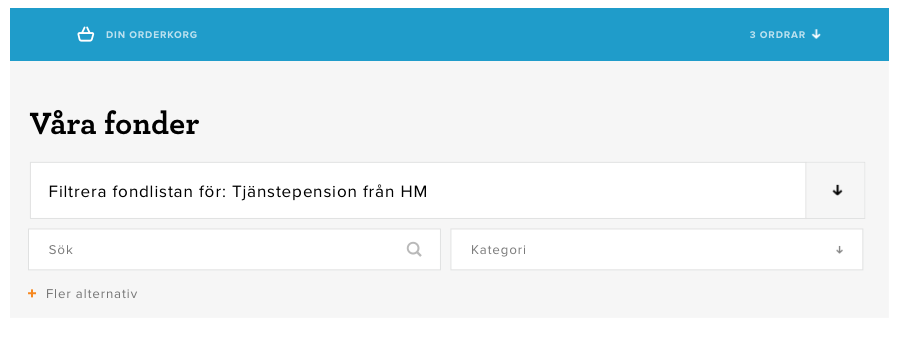 DIN ORDERKORG
3 ORDRAR
Våra fonder
Filtrera fondlistan för: Tjänstepension från HM
Sök
Kategori
Fler alternativ